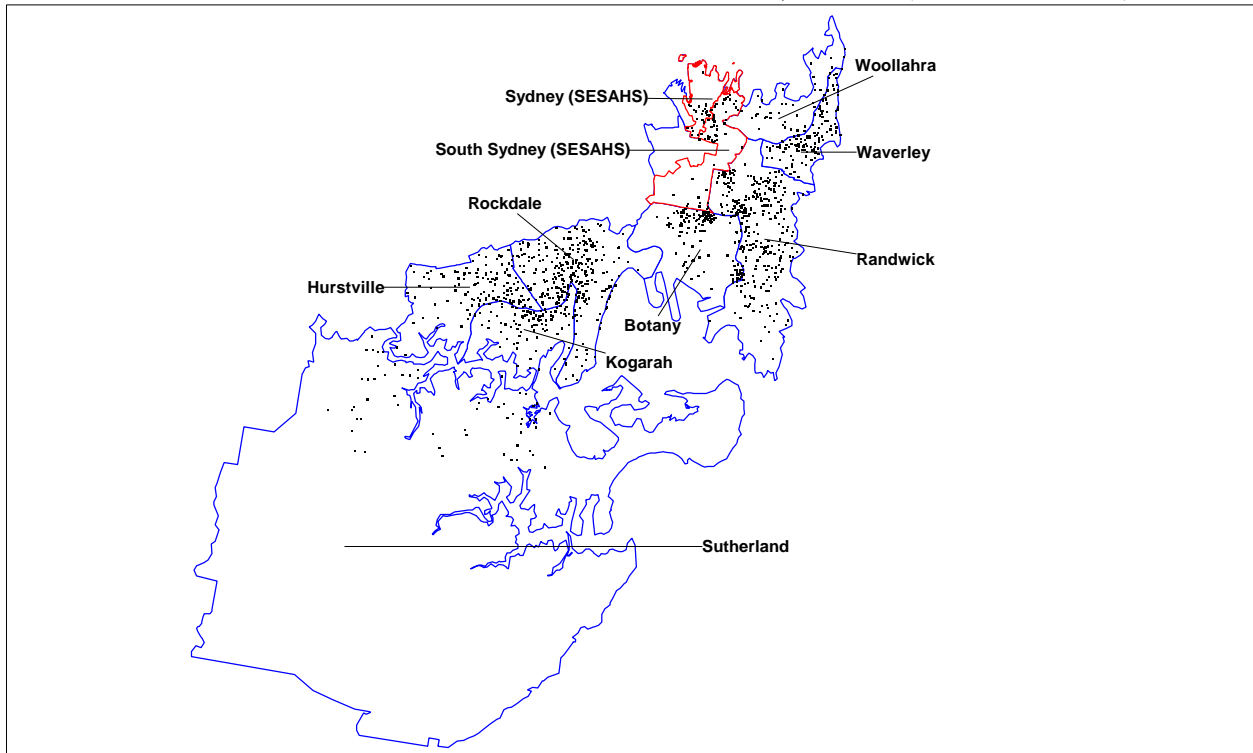 Woollahra
Sydney (SESAHS)
South Sydney (SESAHS)
Waverley
Rockdale
Randwick
Hurstville
Botany
Kogarah
Sutherland